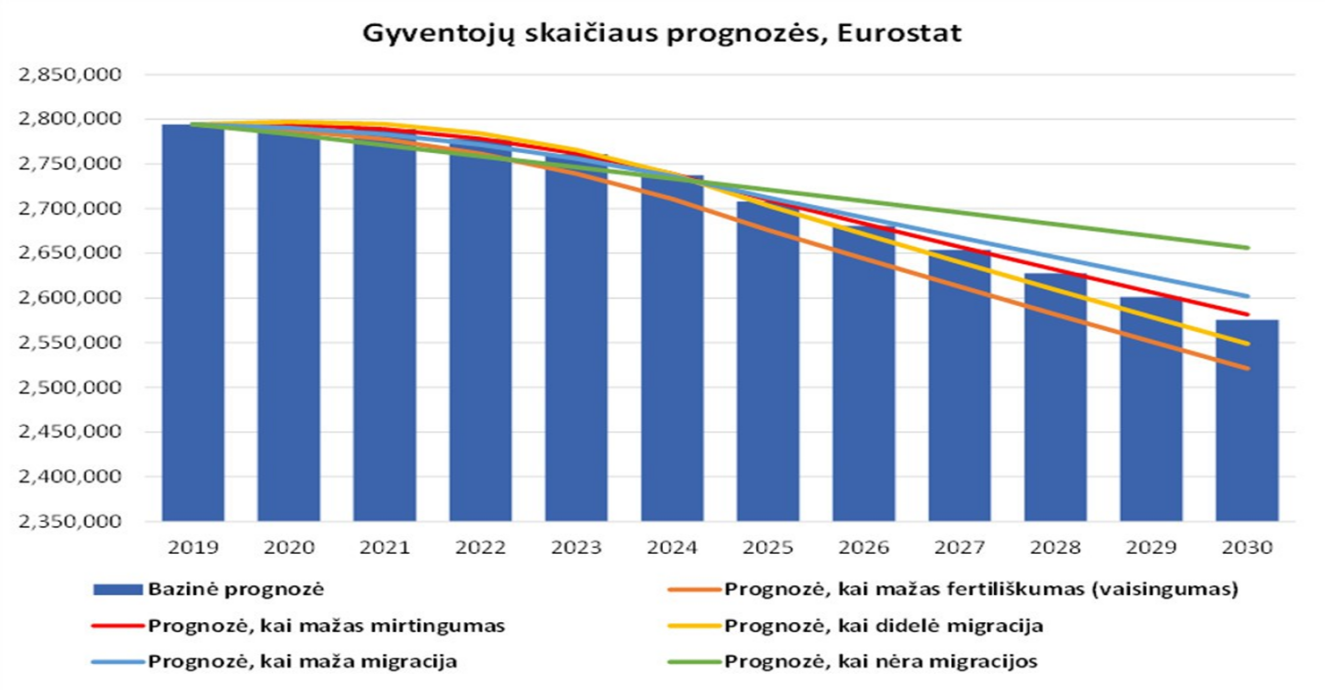 Gyventojų skaičiaus prognozės, Eurostat
2,850,000
2,800,000
2,750,000
2,700,000
2,650,000
2,600,000
2,550,000
2,500,000
2,450,000
2,400,000
2,350,000
2019 2020 2021 2022 2023 2024 2025 2026 2027 2028 2029 2030
Bazinė prognozė Prognozė, kai mažas fertiliškumas (vaisingumas)
Prognozė, kai mažas mirtingumas Prognozė, kai didelė migracija
Prognozė, kai maža migracija Prognozė, kai nėra migracijos